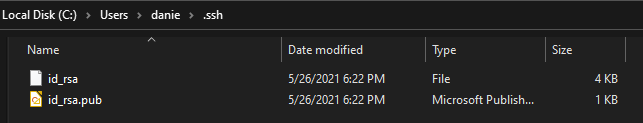 Local Disk (C:) > Users > danie > .ssh
Name Date modified Type Size
id_rsa 5/26/2021 6:22 PM File 4 KB
id_rsa.pub 5/26/2021 6:22 PM Microsoft Publish... 1 KB